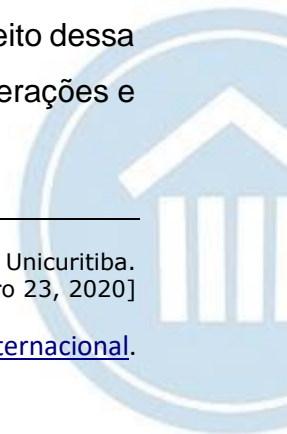 eito dessa
erações e
Unicuritiba.
ro 23, 2020]
ternacional.